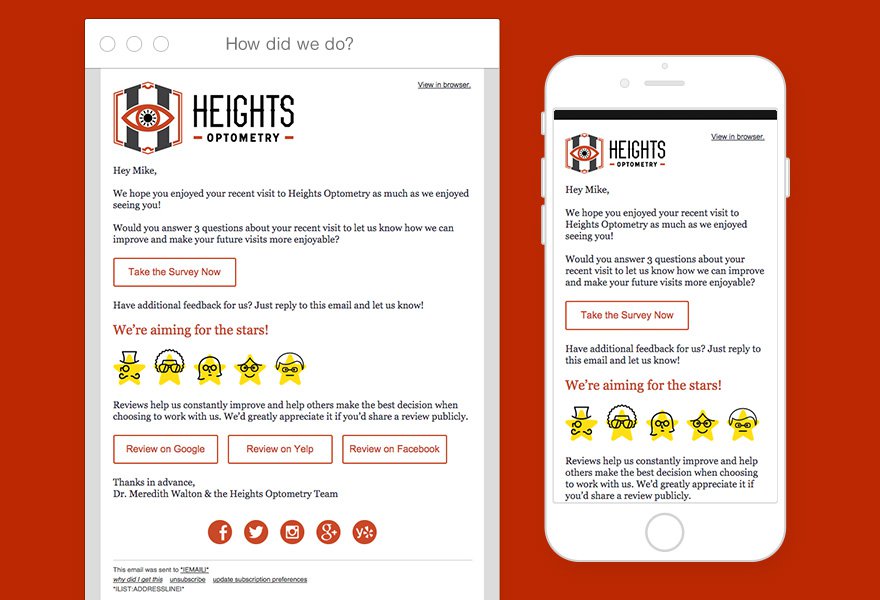 How did we do?
View in browser.
HEIGHTS
OPTOMETRY
Hey Mike,
We hope you enjoyed your recent visit to Heights Optometry as much as we enjoyed
seeing you!
Would you answer 3 questions about your recent visit to let us know how we can
improve and make your future visits more enjoyable?
Take the Survey Now
Have additional feedback for us? Just reply to this email and let us know!
We're aiming for the stars!
Reviews help us constantly improve and help others make the best decision when
choosing to work with us. We'd greatly appreciate it if you'd share a review publicly.
Review on Google
Review on Yelp
Review on Facebook
Thanks in advance,
Dr. Meredith Walton & the Heights Optometry Team
This email was sent to *|EMAIL|*
why did I get this unsubscribe update subscription preferences
*|LIST:ADDRESSLINE|*
View in browser.
HEIGHTS
OPTOMETRY
Hey Mike,
We hope you enjoyed your recent visit to
Heights Optometry as much as we enjoyed
seeing you!
Would you answer 3 questions about your
recent visit to let us know how we can improve
and make your future visits more enjoyable?
Take the Survey Now
Have additional feedback for us? Just reply to
this email and let us know!
We're aiming for the stars!
Reviews help us constantly improve and help
others make the best decision when choosing
to work with us. We'd greatly appreciate it if
you'd share a review publicly.